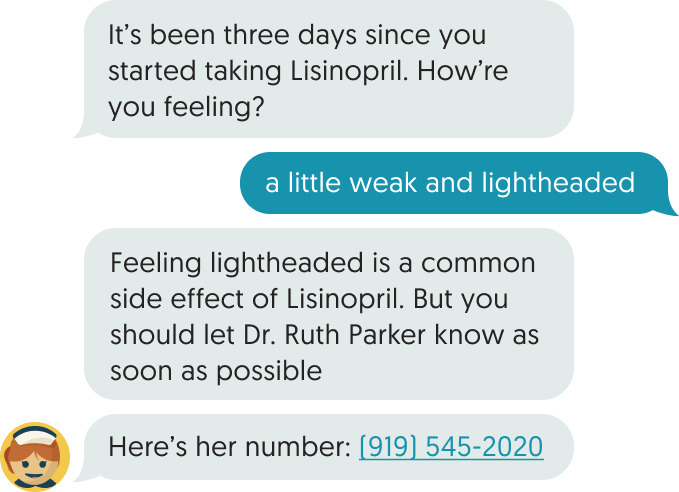 It’s been three days since you
started taking Lisinopril. How’re
you feeling?
a little weak and lightheaded
Feeling lightheaded is a common
side effect of Lisinopril. But you
should let Dr. Ruth Parker know as
soon as possible
Here’s her number: (919) 545-2020